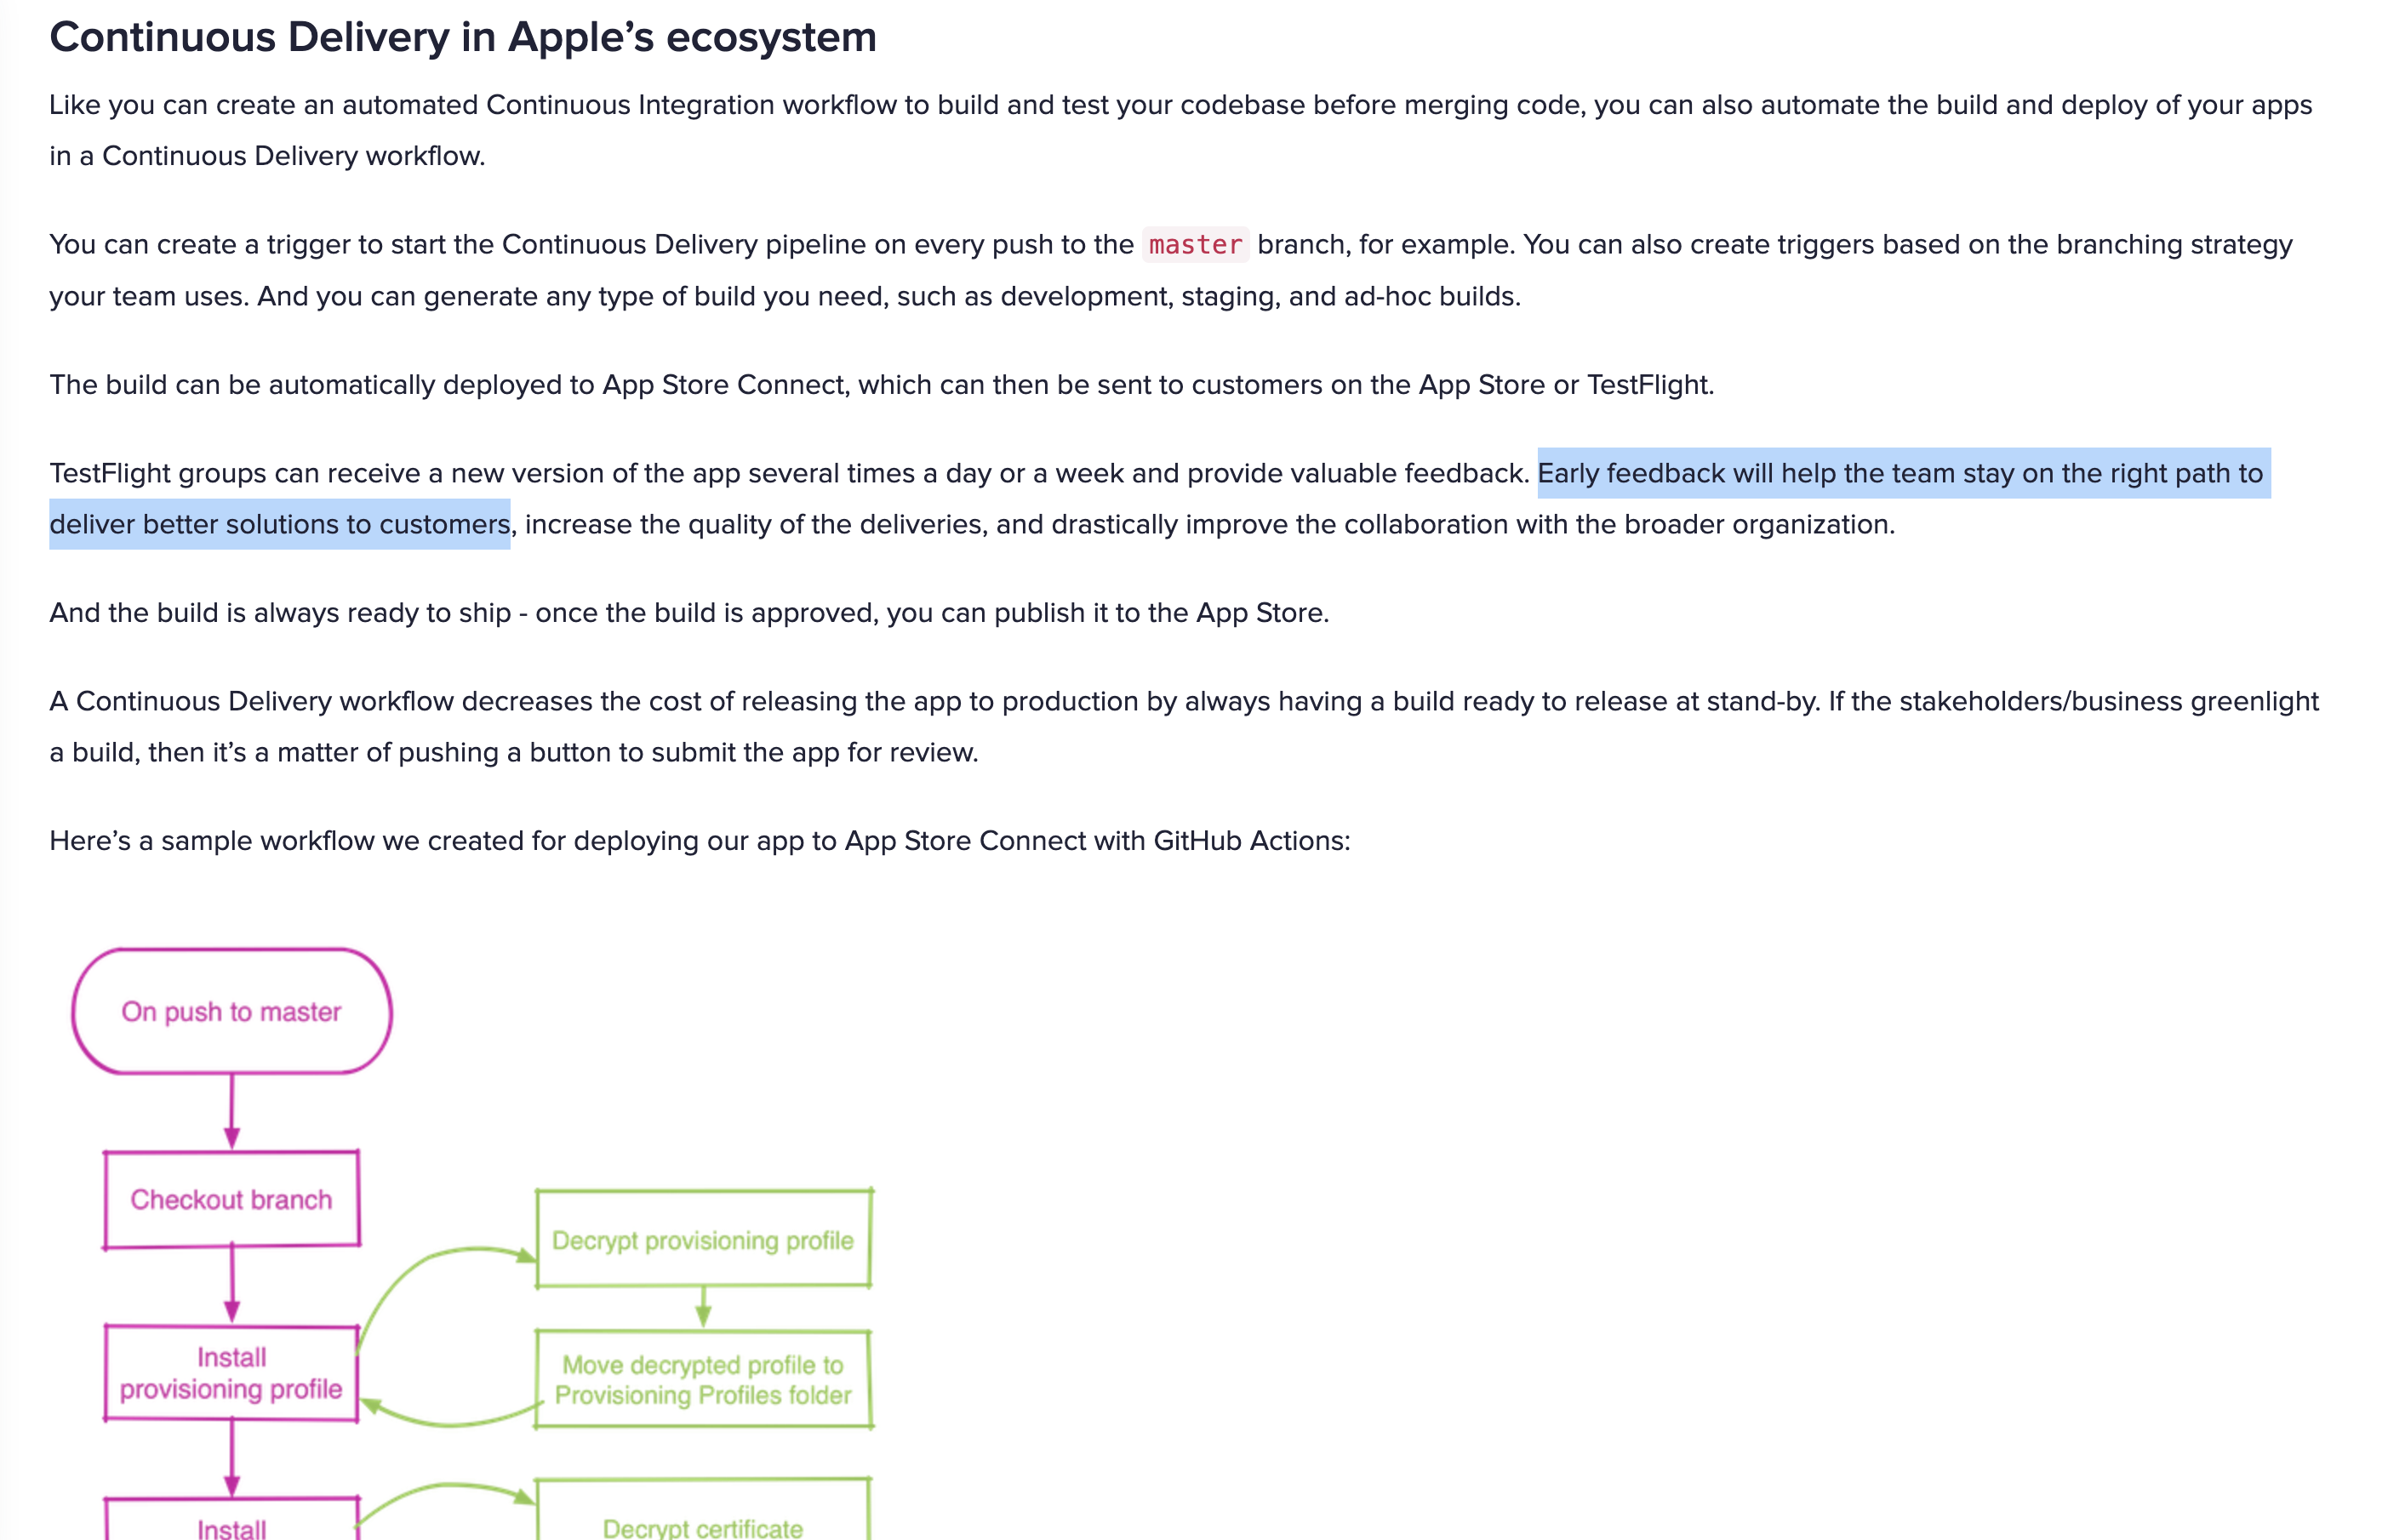 Continuous Delivery in Apple’s ecosystem
Like you can create an automated Continuous Integration workflow to build and test your codebase before merging code, you can also automate the build and deploy of your apps
in a Continuous Delivery workflow.
You can create a trigger to start the Continuous Delivery pipeline on every push to the master branch, for example. You can also create triggers based on the branching strategy
your team uses. And you can generate any type of build you need, such as development, staging, and ad-hoc builds.
The build can be automatically deployed to App Store Connect, which can then be sent to customers on the App Store or TestFlight.
TestFlight groups can receive a new version of the app several times a day or a week and provide valuable feedback. Early feedback will help the team stay on the right path to
deliver better solutions to customers, increase the quality of the deliveries, and drastically improve the collaboration with the broader organization.
And the build is always ready to ship - once the build is approved, you can publish it to the App Store.
A Continuous Delivery workflow decreases the cost of releasing the app to production by always having a build ready to release at stand-by. If the stakeholders/business greenlight
a build, then it’s a matter of pushing a button to submit the app for review.
Here’s a sample workflow we created for deploying our app to App Store Connect with GitHub Actions:
On push to master
Checkout branch
Decrypt provisioning profile
Install
provisioning profile
Move decrypted profile to
Provisioning Profiles folder
Install
Decrypt certificate